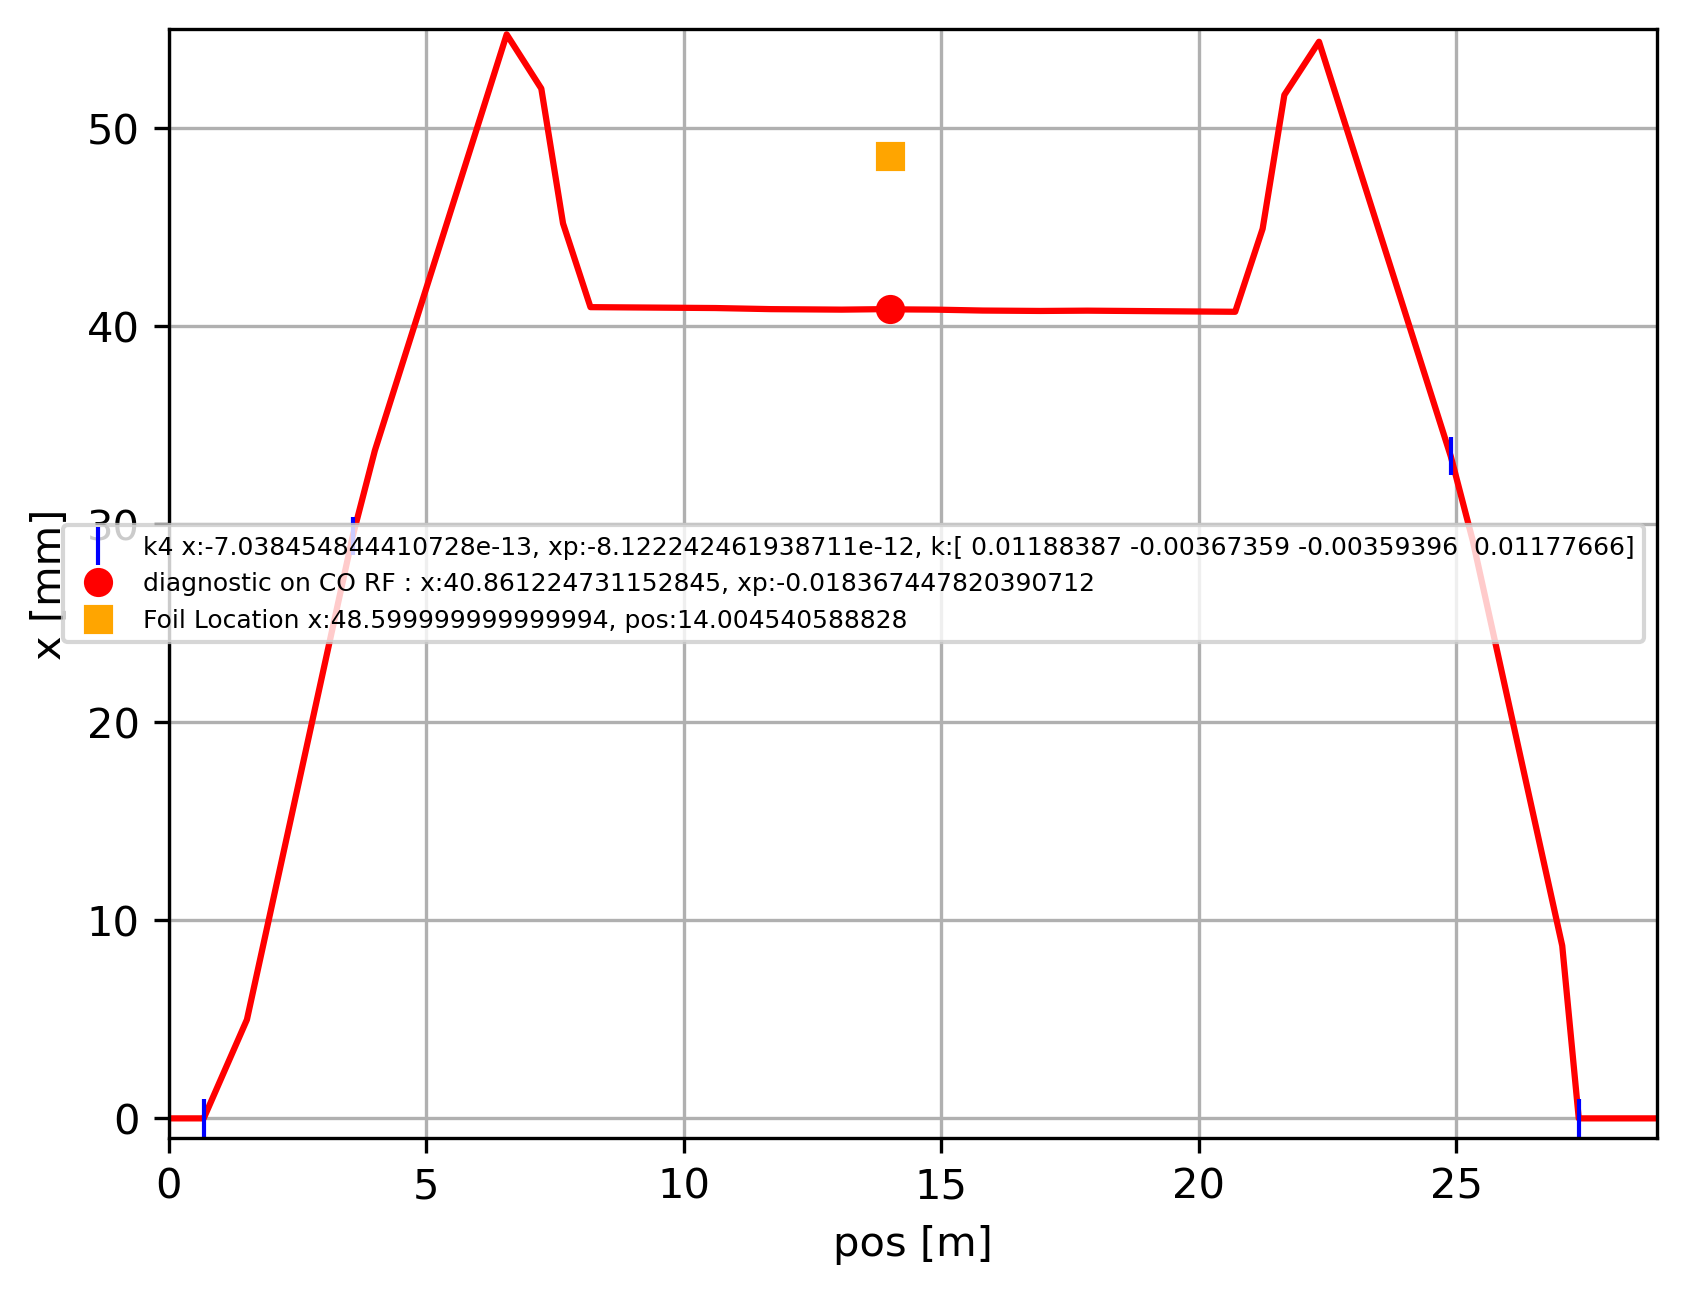 50
40
30
20
10
0
x [mm]
k4 x:-7.038454844410728e-13, xp:-8.122242461938711e-12, k:[ 0.01188387 -0.00367359 -0.00359396  0.01177666]
diagnostic on CO RF : x:40.861224731152845, xp:-0.018367447820390712
Foil Location x:48.599999999999994, pos:14.004540588828
0 5 10 15 20 25
pos [m]